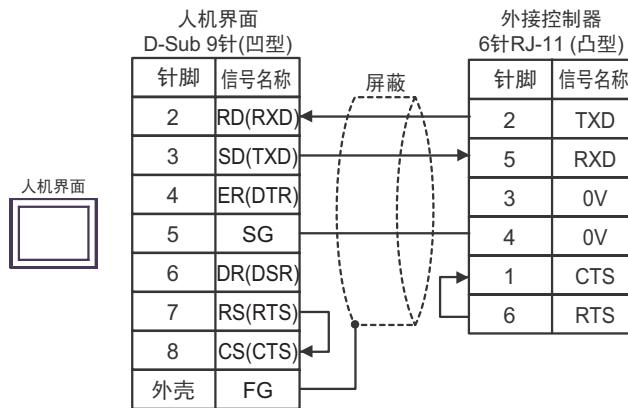 人机界面
D-Sub 9针(凹型)
外接控制器
6针RJ-11 (凸型)
针脚 信号名称
屏蔽
针脚 信号名称
2 RD(RXD)
2 TXD
3 SD(TXD)
5 RXD
人机界面
4 ER(DTR)
3 0V
5 SG
4 0V
6 DR(DSR)
1 CTS
7 RS(RTS)
6 RTS
8 CS(CTS)
外壳 FG